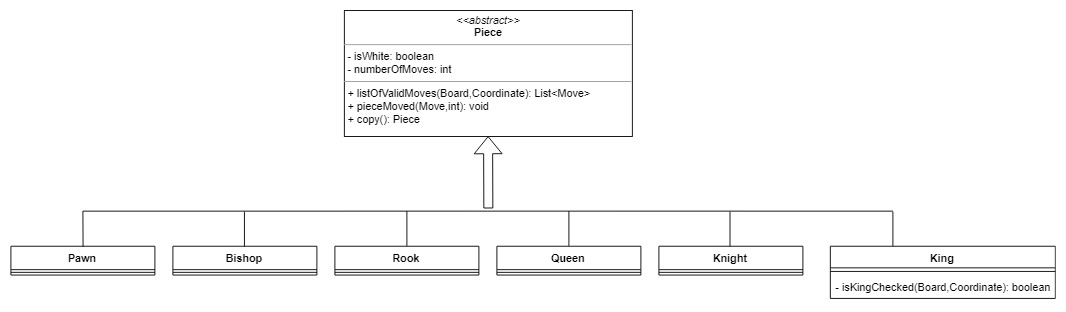 <<abstract>>
Piece
- isWhite: boolean
- numberOfMoves: int
+ listOfValidMoves(Board,Coordinate): List<Move>
+ pieceMoved(Move,int): void
+ copy(): Piece
Pawn
Bishop
Rook
Queen
Knight
King
- isKingChecked(Board,Coordinate): boolean